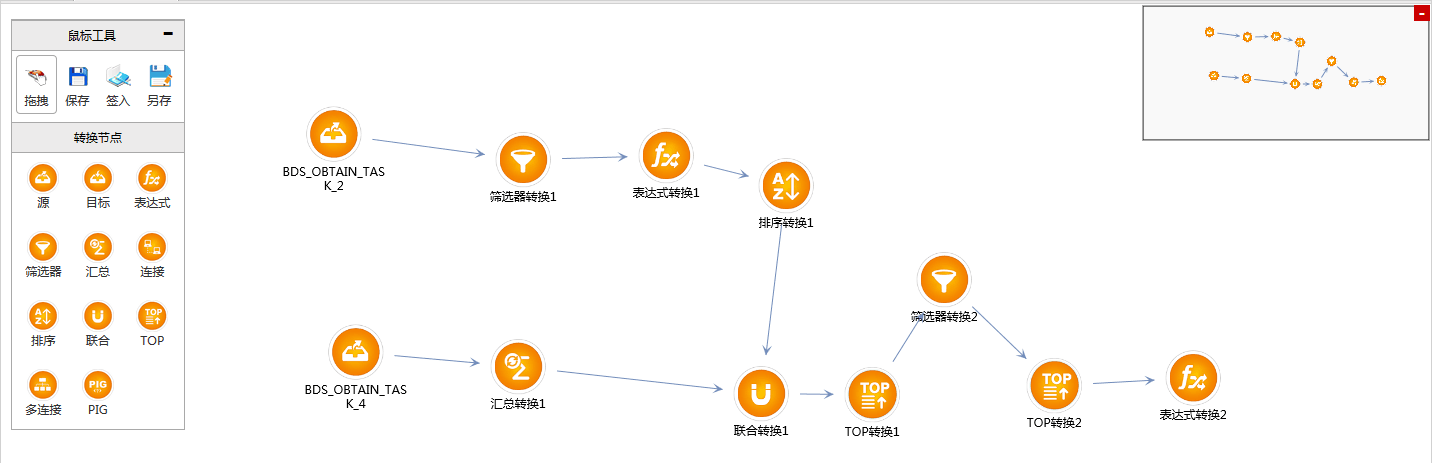 鼠标工具
拖拽 保存 签入 另存
转换节点
源 目标 表达式
筛选器 汇总 连接
排序 联合 TOP
多连接 PIG
BDS_OBTAIN_TAS
K_2
筛选器转换1
表达式转换1
排序转换1
BDS_OBTAIN_TAS
K_4
汇总转换1
联合转换1
TOP转换1
筛选器转换2
TOP转换2
表达式转换2